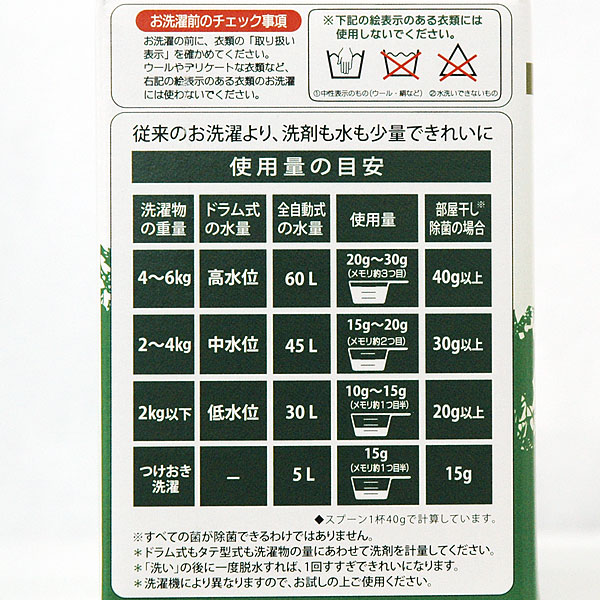 お洗濯前のチェック事項
お洗濯の前に、衣類の「取り扱い
表示」を確かめてください。
ウールやデリケートな衣類など、
右記の絵表示のある衣類のお洗濯
には使わないでください。
※下記の絵表示のある衣類には
使用しないでください。
①中性表示のもの(ウール・絹など) ②水洗いできないもの
従来のお洗濯より、洗剤も水も少量できれいに
使用量の目安
洗濯物の重量 ドラム式の水量 全自動式の水量 使用量 部屋干し※除菌の場合
4〜6kg 高水位 60L 20g〜30g (メモリ約3つ目) 40g以上
2〜4kg 中水位 45L 15g〜20g (メモリ約2つ目) 30g以上
2kg以下 低水位 30L 10g〜15g (メモリ約1つ目半) 20g以上
つけおき洗濯 − 5L 15g (メモリ約1つ目半) 15g
◆スプーン1杯40gで計算しています。
※すべての菌が除菌できるわけではありません。
*ドラム式もタテ型式も洗濯物の量にあわせて洗剤を計量してください。
*「洗い」の後に一度脱水すれば、1回すすぎできれいになります。
*洗濯機により異なりますので、お試しの上ご使用ください。